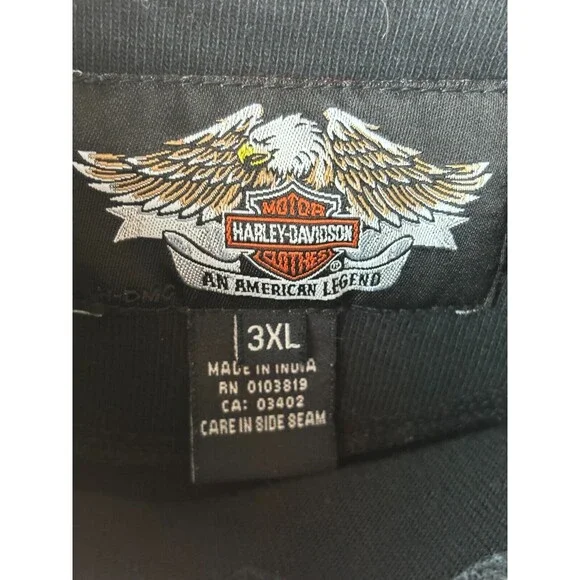 MOTOR
HARLEY-DAVIDSON
CLOTHES
®
AN AMERICAN LEGEND
3XL
MADE IN INDIA
RN 0103819
CA: 03402
CARE IN SIDE SEAM